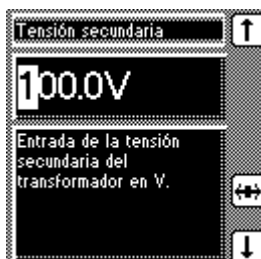 Tensión secundaria
100.0V
Entrada de la tensión
secundaria del
transformador en V.